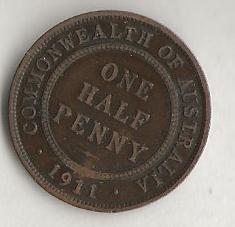 COMMONWEALTH OF AUSTRALIA
ONE
HALF
PENNY
· 1911 ·